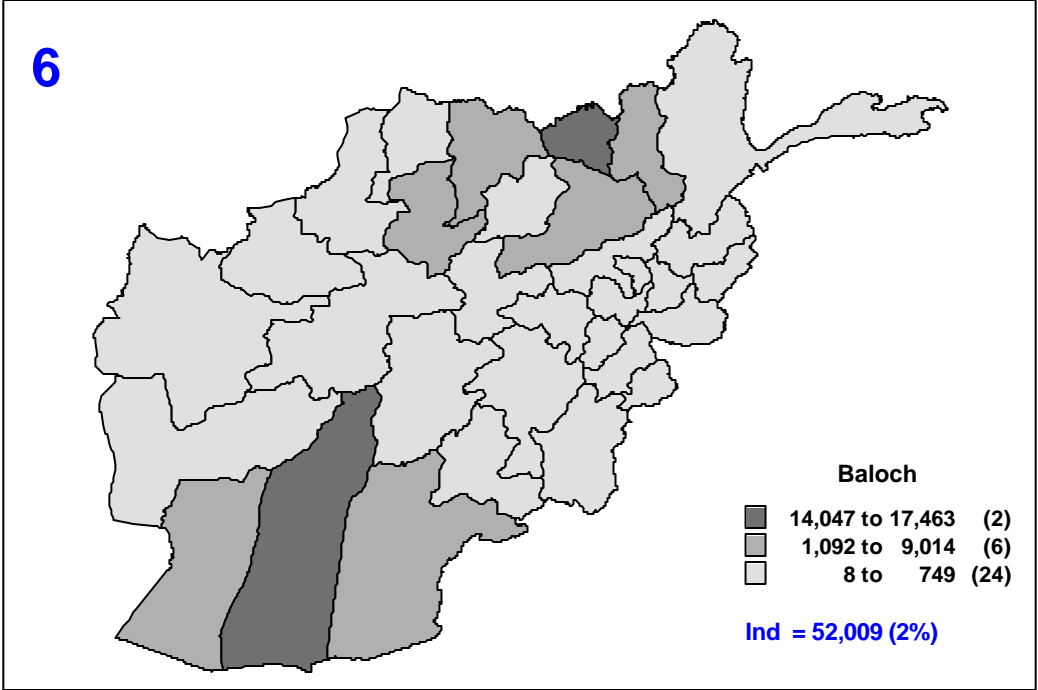 6
Baloch
14,047 to 17,463 (2)
1,092 to 9,014 (6)
8 to 749 (24)
Ind = 52,009 (2%)